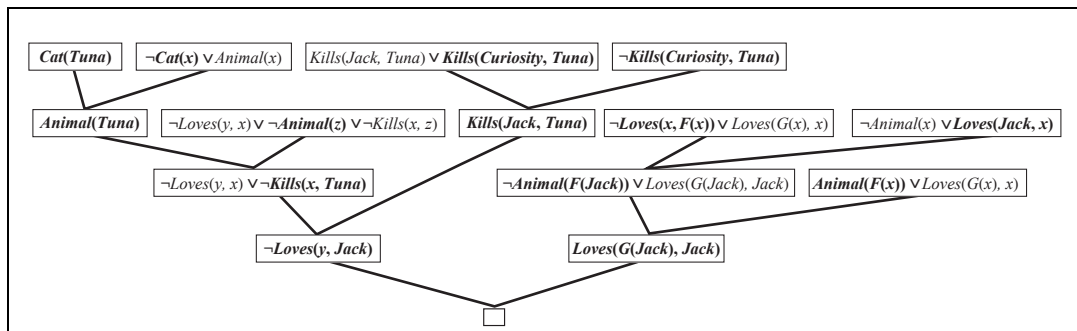 Cat(Tuna) ¬Cat(x) ∨ Animal(x) Kills(Jack, Tuna) ∨ Kills(Curiosity, Tuna) ¬Kills(Curiosity, Tuna)
Animal(Tuna) ¬Loves(y, x) ∨ ¬Animal(z) ∨ ¬Kills(x, z) Kills(Jack, Tuna) ¬Loves(x, F(x)) ∨ Loves(G(x), x) ¬Animal(x) ∨ Loves(Jack, x)
¬Loves(y, x) ∨ ¬Kills(x, Tuna) ¬Animal(F(Jack)) ∨ Loves(G(Jack), Jack) Animal(F(x)) ∨ Loves(G(x), x)
¬Loves(y, Jack) Loves(G(Jack), Jack)